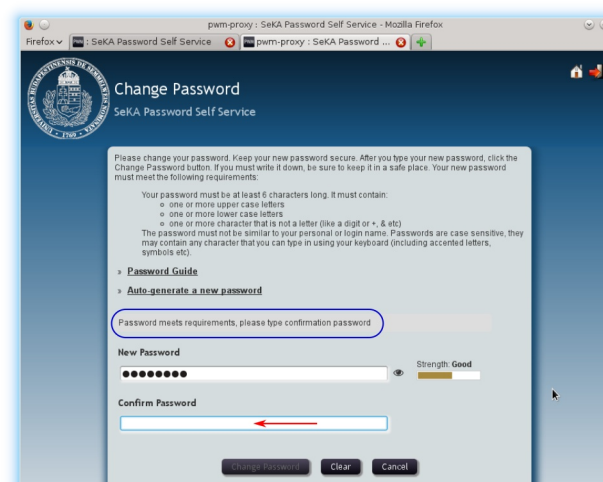 pwm-proxy : SeKA Password Self Service - Mozilla Firefox
Firefox
: SeKA Password Self Service
pwm-proxy : SeKA Password ...
Change Password
SeKA Password Self Service
1769
Please change your password. Keep your new password secure. After you type your new password, click the
Change Password button. If you must write it down, be sure to keep it in a safe place. Your new password
must meet the following requirements:
Your password must be at least 6 characters long. It must contain:
one or more upper case letters
one or more lower case letters
one or more character that is not a letter (like a digit or +, & etc)
The password must not be similar to your personal or login name. Passwords are case sensitive, they
may contain any character that you can type in using your keyboard (including accented letters,
symbols etc).
» Password Guide
» Auto-generate a new password
Password meets requirements, please type confirmation password
New Password
Strength: Good
Confirm Password
Change Password
Clear
Cancel